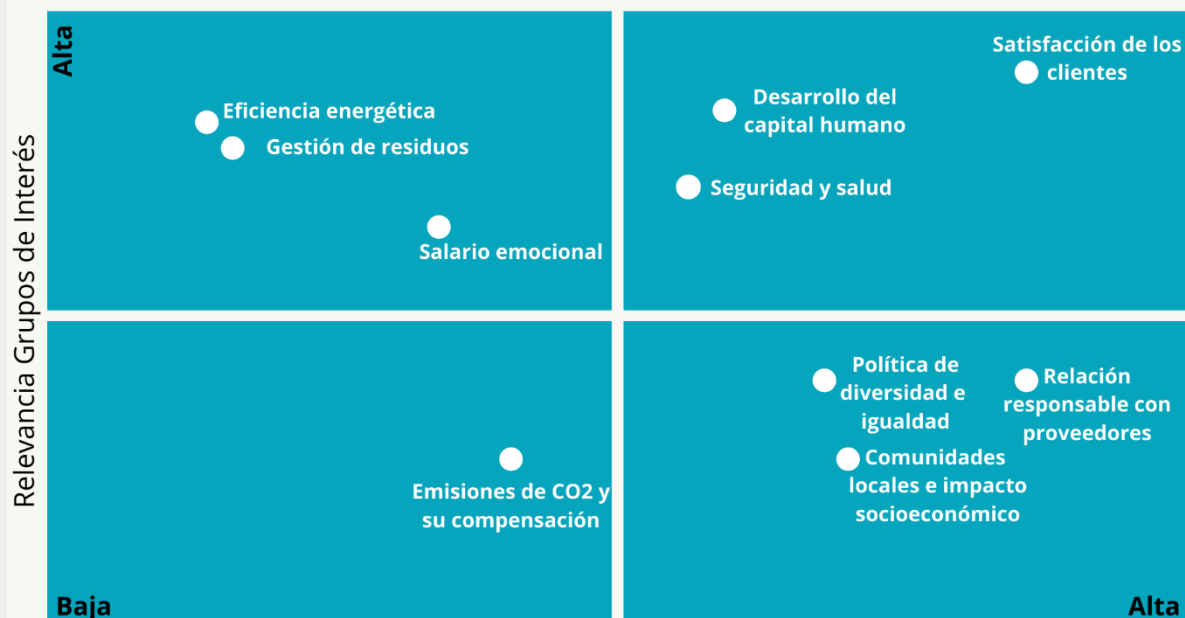 Alta
Relevancia Grupos de Interés
Eficiencia energética
Gestión de residuos
Salario emocional
Satisfacción de los
clientes
Desarrollo del
capital humano
Seguridad y salud
Emisiones de CO2 y
su compensación
Política de
diversidad e
igualdad
Relación
responsable con
proveedores
Comunidades
locales e impacto
socioeconómico
Baja
Alta